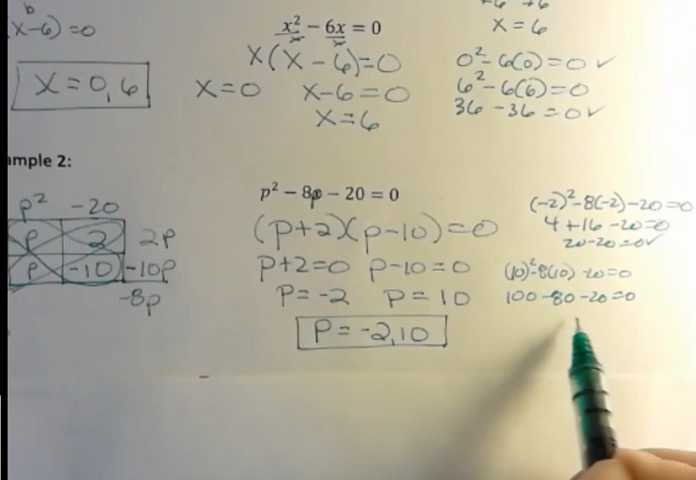 b
x-6)=0
x=0,6
x² - 6x = 0
x x
x(x - 6)=0
x=0 x-6=0
x=6
+6 +6
x=6
0²-6(0)=0✓
6²-6(6)=0
36-36=0✓
ample 2:
p² -20
p 2 2p
p -10 -10p
-8p
p² - 8p - 20 = 0
(p+2)(p-10)=0
p+2=0 p-10=0
p=-2 p=10
p=-2,10
(-2)²-8(-2)-20=0
4+16-20=0
20-20=0✓
(10)²-8(10)-20=0
100-80-20=0